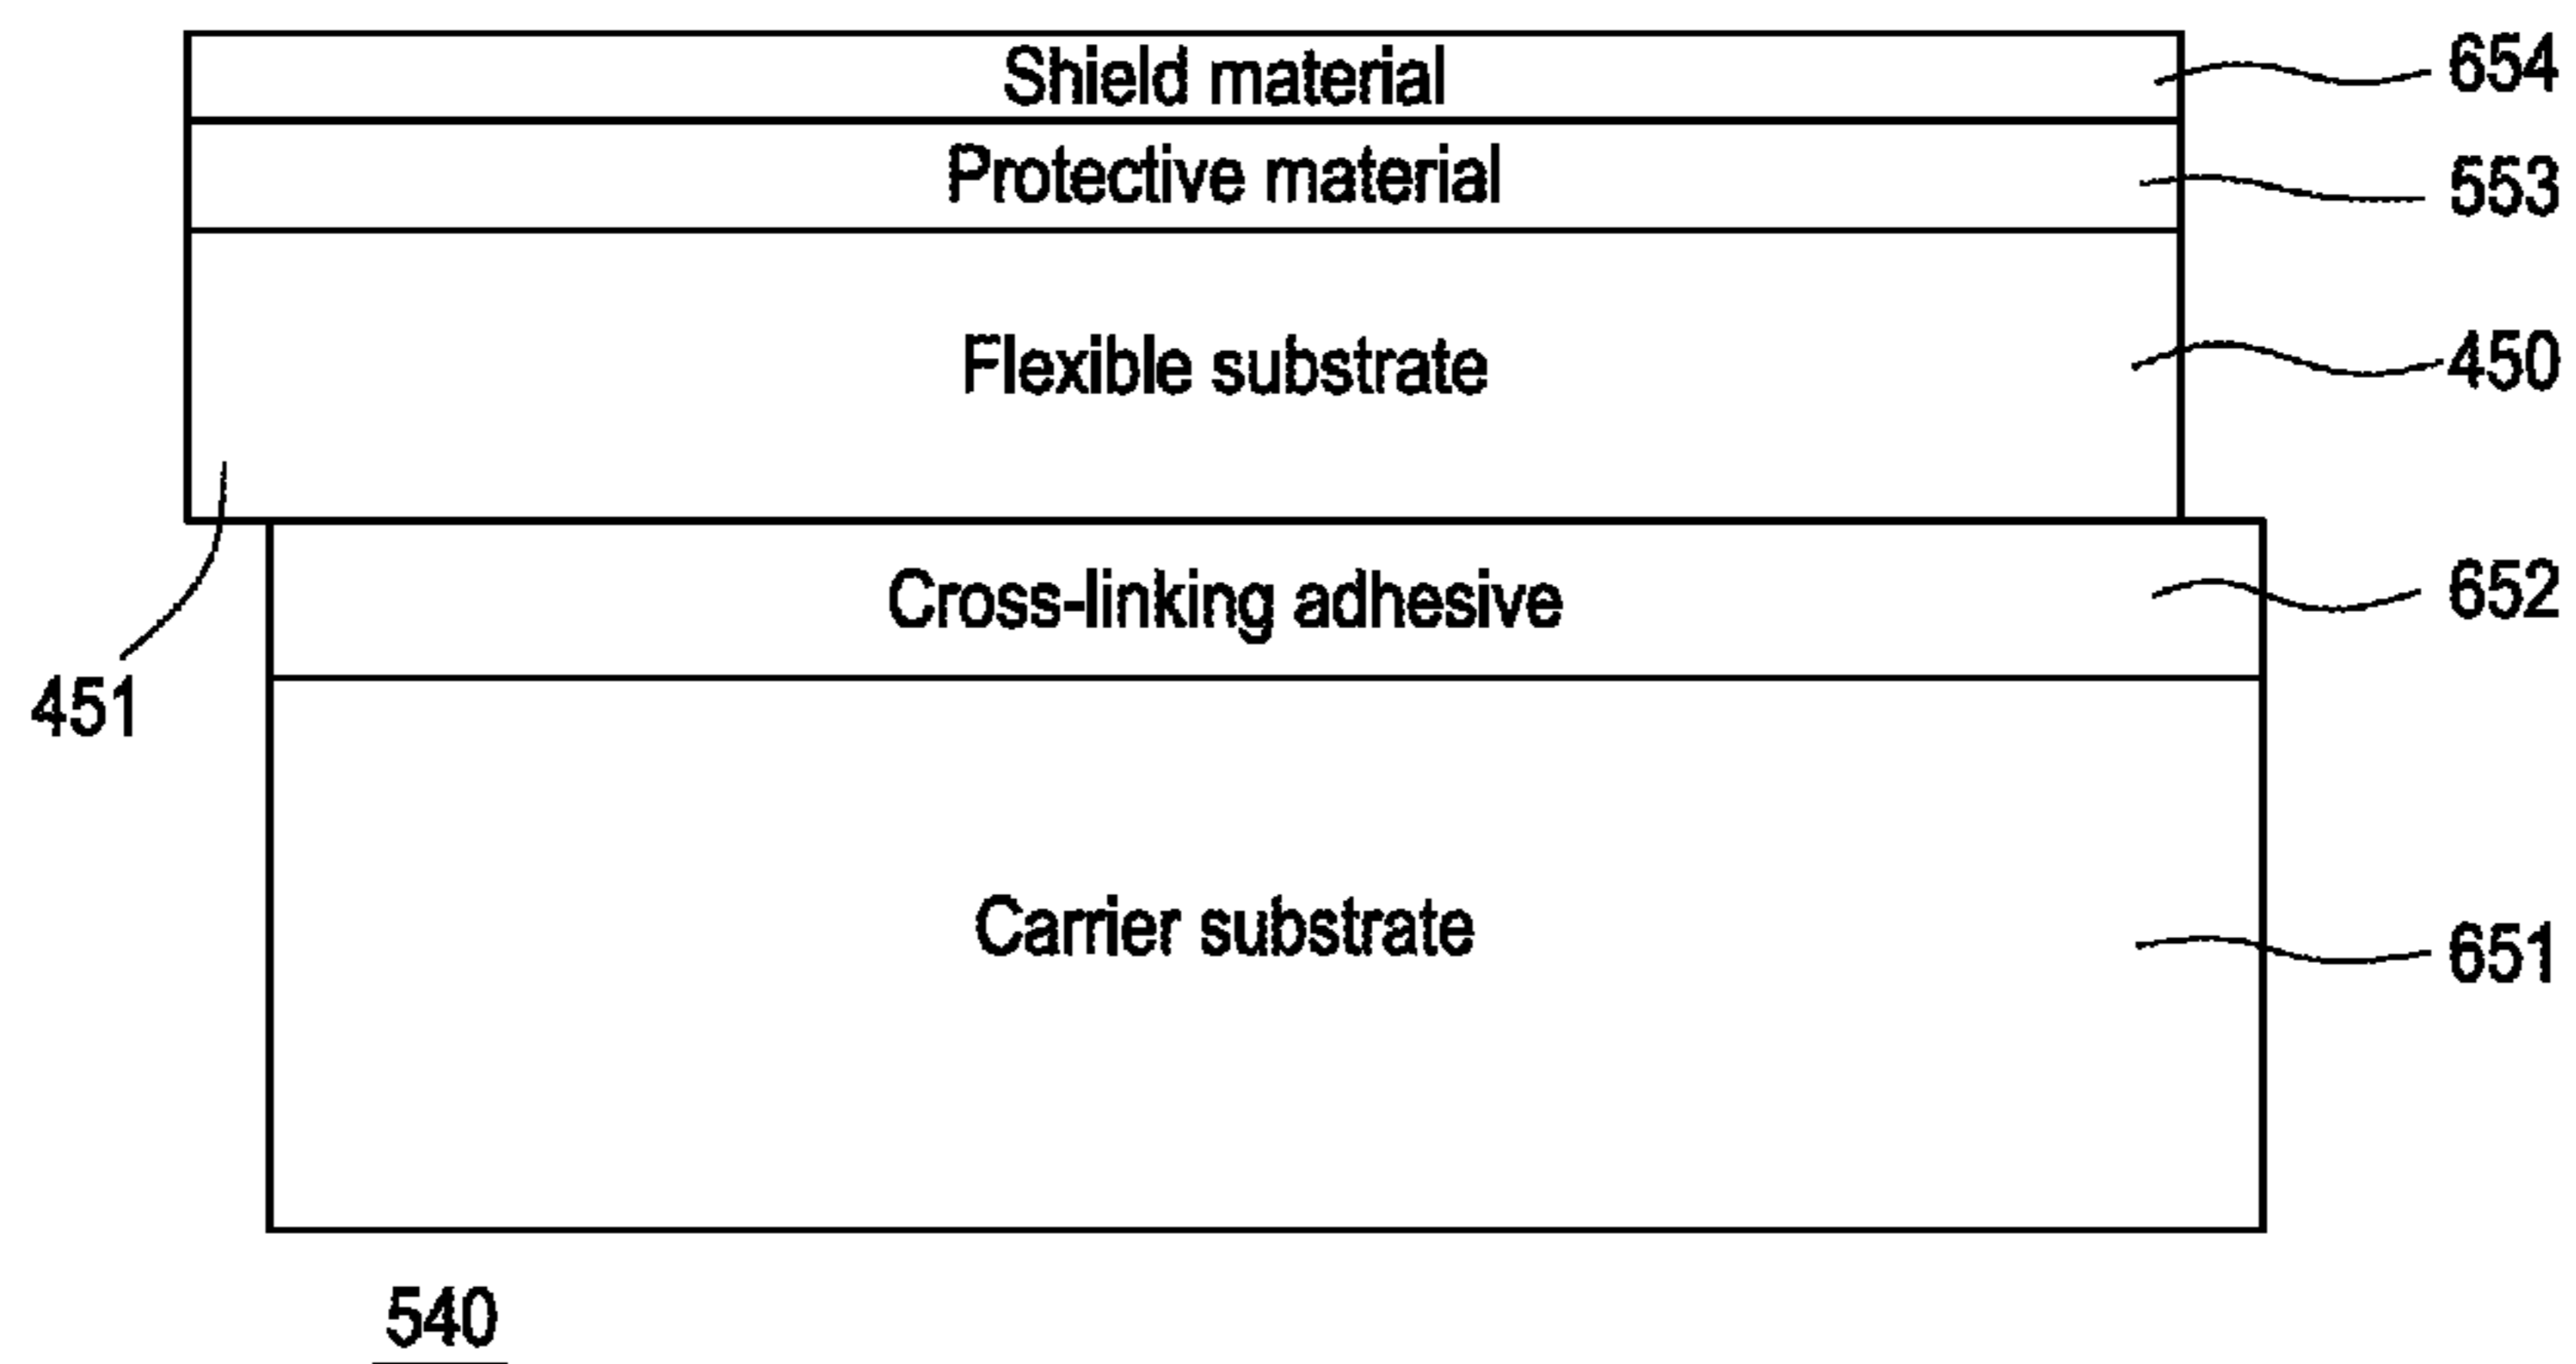 Shield material 654
Protective material 553
Flexible substrate 450
Cross-linking adhesive 652
451
Carrier substrate 651
540